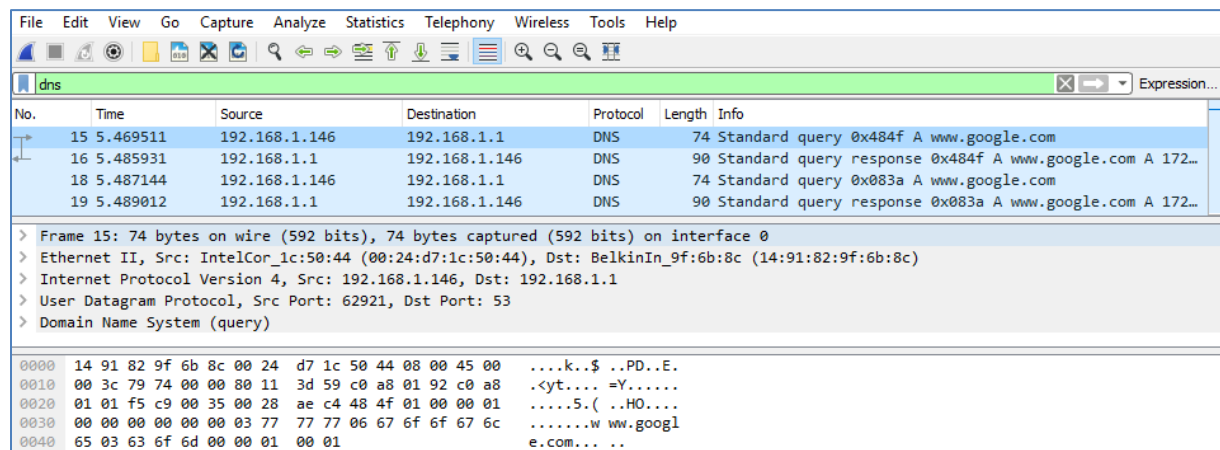 File Edit View Go Capture Analyze Statistics Telephony Wireless Tools Help
dns Expression...
No. Time Source Destination Protocol Length Info
15 5.469511 192.168.1.146 192.168.1.1 DNS 74 Standard query 0x484f A www.google.com
16 5.485931 192.168.1.1 192.168.1.146 DNS 90 Standard query response 0x484f A www.google.com A 172…
18 5.487144 192.168.1.146 192.168.1.1 DNS 74 Standard query 0x083a A www.google.com
19 5.489012 192.168.1.1 192.168.1.146 DNS 90 Standard query response 0x083a A www.google.com A 172…
> Frame 15: 74 bytes on wire (592 bits), 74 bytes captured (592 bits) on interface 0
> Ethernet II, Src: IntelCor_1c:50:44 (00:24:d7:1c:50:44), Dst: BelkinIn_9f:6b:8c (14:91:82:9f:6b:8c)
> Internet Protocol Version 4, Src: 192.168.1.146, Dst: 192.168.1.1
> User Datagram Protocol, Src Port: 62921, Dst Port: 53
> Domain Name System (query)
0000 14 91 82 9f 6b 8c 00 24 d7 1c 50 44 08 00 45 00 ....k..$ ..PD..E.
0010 00 3c 79 74 00 00 80 11 3d 59 c0 a8 01 92 c0 a8 .<yt.... =Y......
0020 01 01 f5 c9 00 35 00 28 ae c4 48 4f 01 00 00 01 .....5.( ..HO....
0030 00 00 00 00 00 00 03 77 77 77 06 67 6f 6f 67 6c .......w ww.googl
0040 65 03 63 6f 6d 00 00 01 00 01 e.com... ..